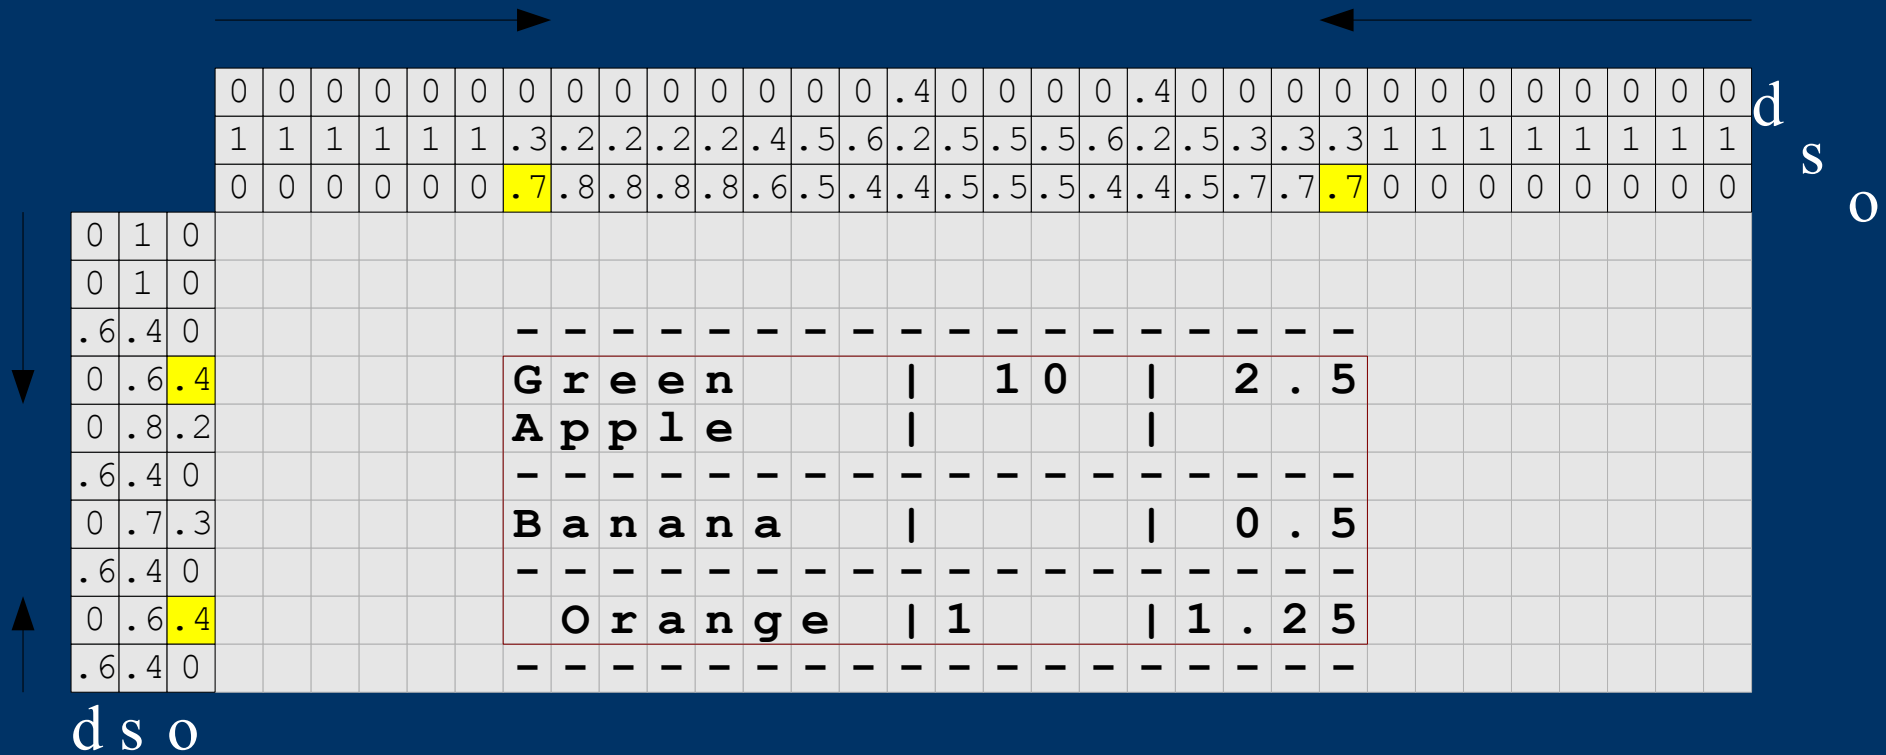 0 0 0 0 0 0 0 0 0 0 0 0 0 0 .4 0 0 0 0 .4 0 0 0 0 0 0 0 0 0 0 0 0 d
1 1 1 1 1 1 .3 .2 .2 .2 .2 .4 .5 .6 .2 .5 .5 .5 .6 .2 .5 .3 .3 .3 1 1 1 1 1 1 1 1 s
0 0 0 0 0 0 .7 .8 .8 .8 .8 .6 .5 .4 .4 .5 .5 .5 .4 .4 .5 .7 .7 .7 0 0 0 0 0 0 0 0 o
0 1 0
0 1 0
.6 .4 0 - - - - - - - - - - - - - - - - - -
0 .6 .4 Green | 10 | 2.5
0 .8 .2 Apple | |
.6 .4 0 - - - - - - - - - - - - - - - - - -
0 .7 .3 Banana | | 0.5
.6 .4 0 - - - - - - - - - - - - - - - - - -
0 .6 .4 Orange |1 |1.25
.6 .4 0 - - - - - - - - - - - - - - - - - -
d s o